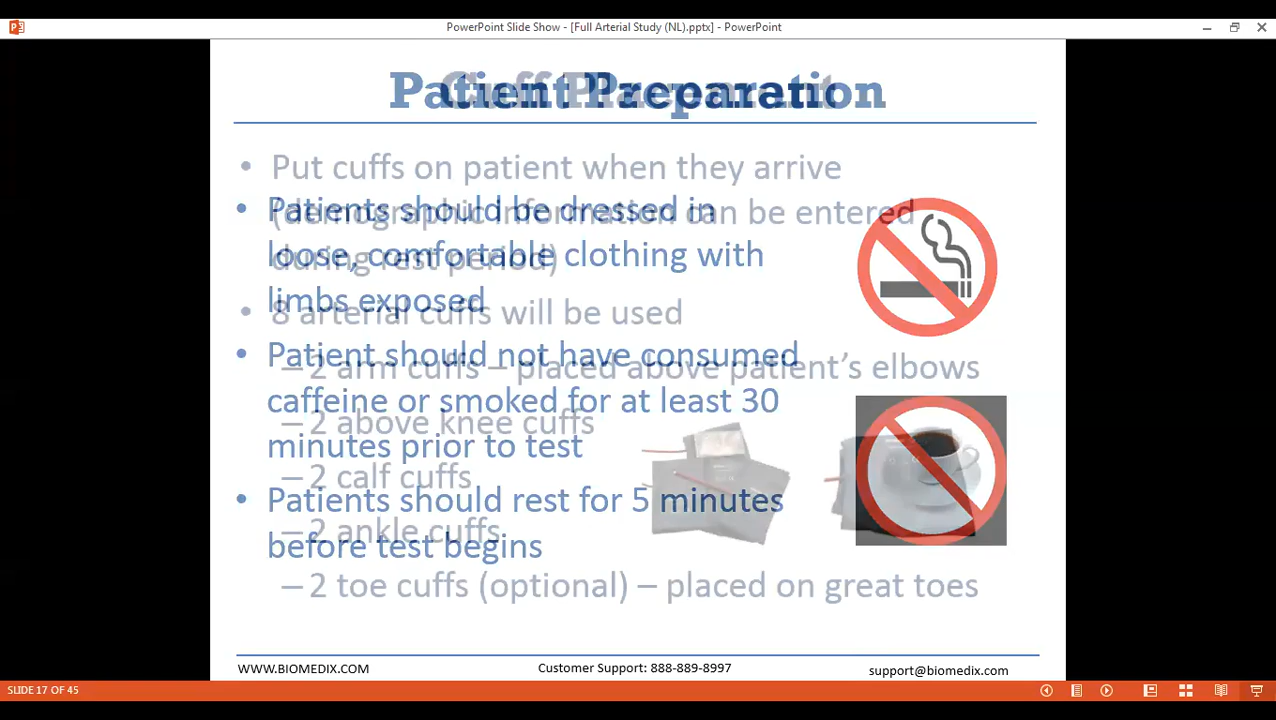 PowerPoint Slide Show - [Full Arterial Study (NL).pptx] - PowerPoint
Patient Preparation
Cuff Placement
• Put cuffs on patient when they arrive
(demographic information can be entered
during rest period)
• 8 arterial cuffs will be used
– 2 arm cuffs – placed above patient's elbows
– 2 above knee cuffs
– 2 calf cuffs
– 2 ankle cuffs
– 2 toe cuffs (optional) – placed on great toes
• Patients should be dressed in
loose, comfortable clothing with
limbs exposed
• Patient should not have consumed
caffeine or smoked for at least 30
minutes prior to test
• Patients should rest for 5 minutes
before test begins
WWW.BIOMEDIX.COM
Customer Support: 888-889-8997
support@biomedix.com
SLIDE 17 OF 45